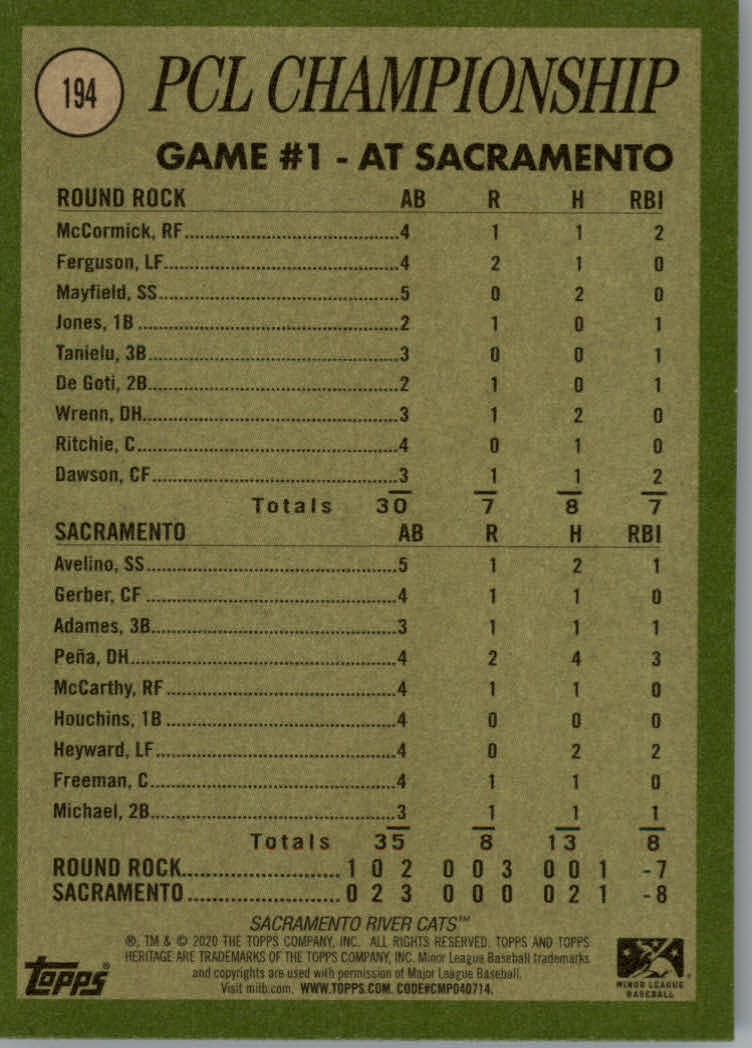 194
PCL CHAMPIONSHIP
GAME #1 - AT SACRAMENTO
ROUND ROCK AB R H RBI
McCormick, RF 4 1 1 2
Ferguson, LF 4 2 1 0
Mayfield, SS 5 0 2 0
Jones, 1B 2 1 0 1
Tanielu, 3B 3 0 0 1
De Goti, 2B 2 1 0 1
Wrenn, DH 3 1 2 0
Ritchie, C 4 0 1 0
Dawson, CF 3 1 1 2
Totals 30 7 8 7
SACRAMENTO AB R H RBI
Avelino, SS 5 1 2 1
Gerber, CF 4 1 1 0
Adames, 3B 3 1 1 1
Peña, DH 4 2 4 3
McCarthy, RF 4 1 1 0
Houchins, 1B 4 0 0 0
Heyward, LF 4 0 2 2
Freeman, C 4 1 1 0
Michael, 2B 3 1 1 1
Totals 35 8 13 8
ROUND ROCK 1 0 2 0 0 3 0 0 1 -7
SACRAMENTO 0 2 3 0 0 0 0 2 1 -8
SACRAMENTO RIVER CATS™
®, TM & © 2020 THE TOPPS COMPANY, INC. ALL RIGHTS RESERVED. TOPPS AND TOPPS
HERITAGE ARE TRADEMARKS OF THE TOPPS COMPANY, INC. Minor League Baseball trademarks
and copyrights are used with permission of Major League Baseball.
Visit milb.com. WWW.TOPPS.COM. CODE#CMP040714.
Topps®
MINOR LEAGUE
BASEBALL